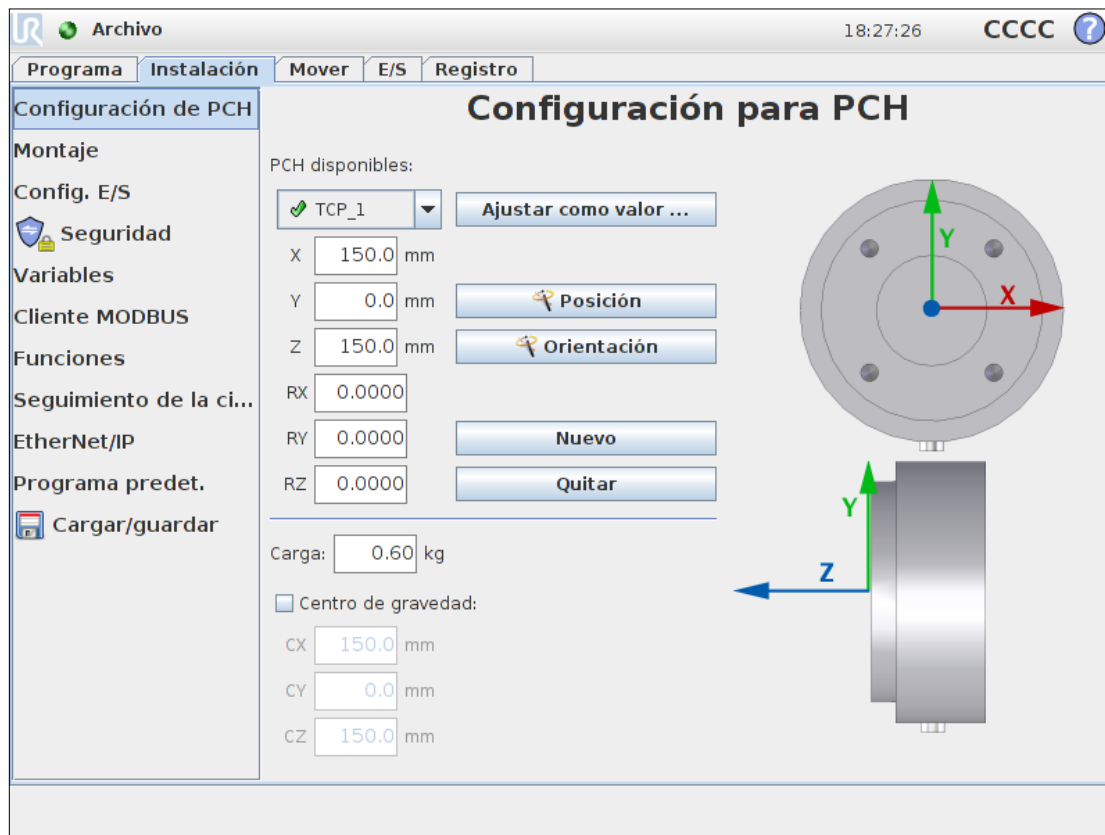 UR Archivo 18:27:26 CCCC ?
Programa Instalación Mover E/S Registro
Configuración de PCH
Montaje
Config. E/S
Seguridad
Variables
Cliente MODBUS
Funciones
Seguimiento de la ci...
EtherNet/IP
Programa predet.
Cargar/guardar
Configuración para PCH
PCH disponibles:
TCP_1 Ajustar como valor ...
X 150.0 mm
Y 0.0 mm Posición
Z 150.0 mm Orientación
RX 0.0000
RY 0.0000 Nuevo
RZ 0.0000 Quitar
Carga: 0.60 kg
Centro de gravedad:
CX 150.0 mm
CY 0.0 mm
CZ 150.0 mm
Y
X
Y
Z